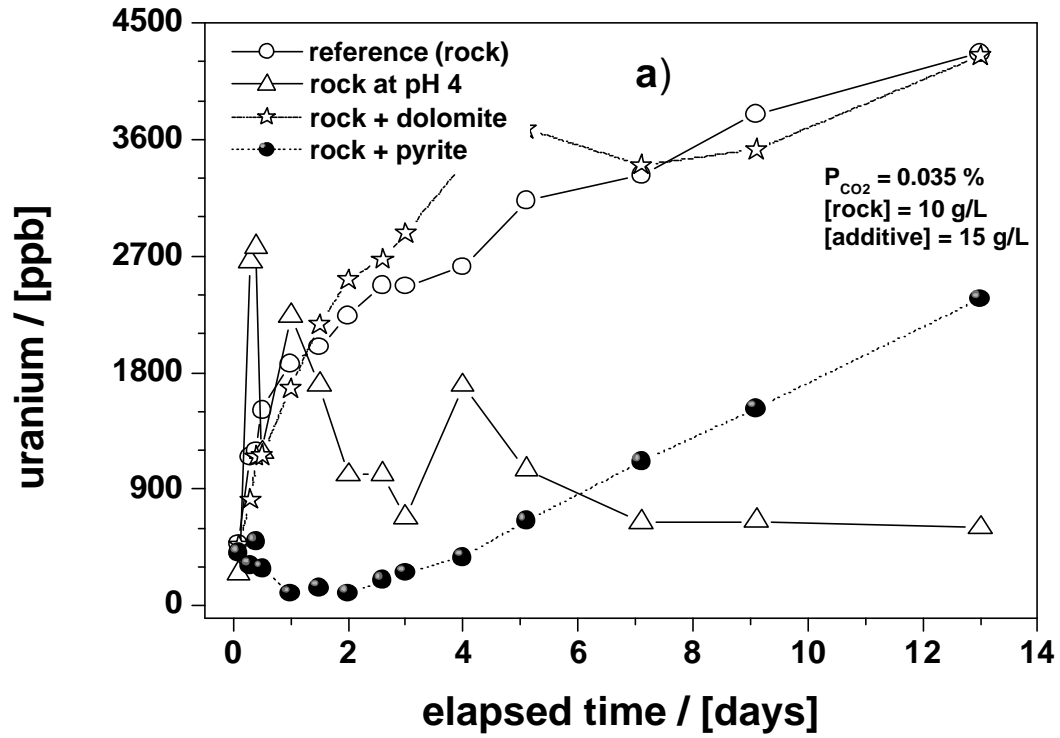 4500
3600
2700
1800
900
0
uranium / [ppb]
reference (rock)
rock at pH 4
rock + dolomite
rock + pyrite
a)
P_CO2 = 0.035 %
[rock] = 10 g/L
[additive] = 15 g/L
0 2 4 6 8 10 12 14
elapsed time / [days]